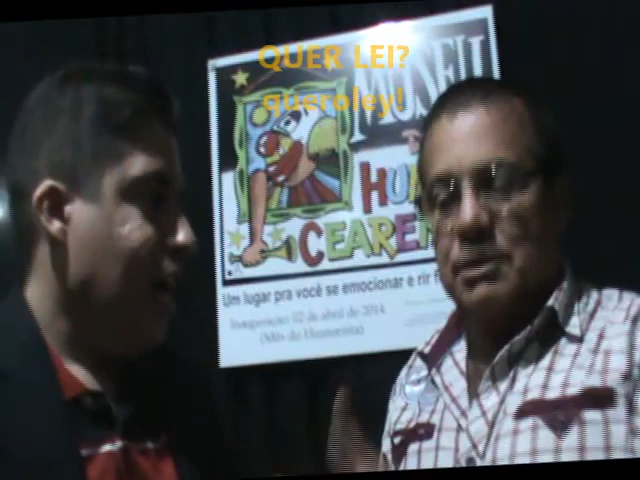 QUER LEI?
queroley!
MUSEU
HU
CEARE
Um lugar pra você se emocionar e rir
Inauguração: 02 de abril de 2014
(Mês do Humorista)